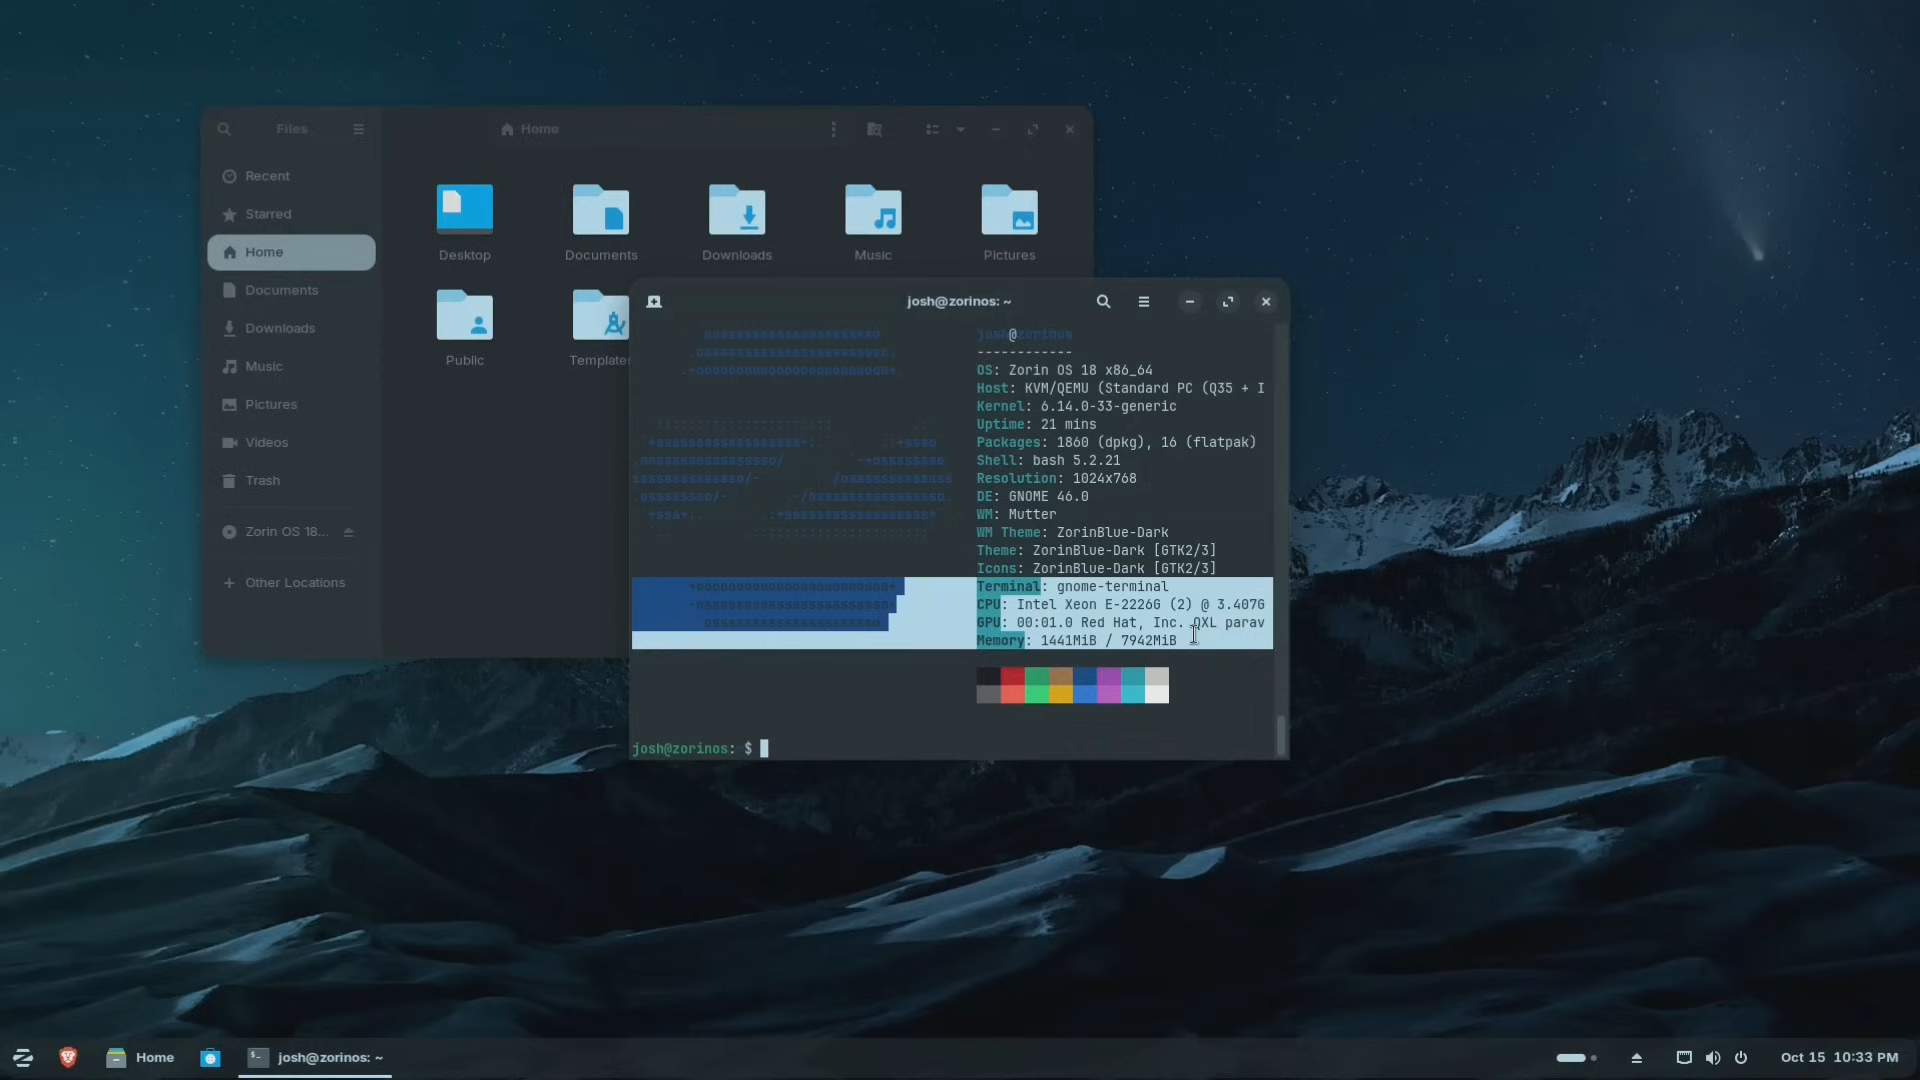 Files
Home
Recent
Starred
Home
Documents
Downloads
Music
Pictures
Videos
Trash
Zorin OS 18...
Other Locations
Desktop
Documents
Downloads
Music
Pictures
Public
Templates
josh@zorinos: ~
josh@zorinos
------------
OS: Zorin OS 18 x86_64
Host: KVM/QEMU (Standard PC (Q35 + I
Kernel: 6.14.0-33-generic
Uptime: 21 mins
Packages: 1860 (dpkg), 16 (flatpak)
Shell: bash 5.2.21
Resolution: 1024x768
DE: GNOME 46.0
WM: Mutter
WM Theme: ZorinBlue-Dark
Theme: ZorinBlue-Dark [GTK2/3]
Icons: ZorinBlue-Dark [GTK2/3]
Terminal: gnome-terminal
CPU: Intel Xeon E-2226G (2) @ 3.407G
GPU: 00:01.0 Red Hat, Inc. QXL parav
Memory: 1441MiB / 7942MiB
josh@zorinos: $
Home
josh@zorinos: ~
Oct 15 10:33 PM